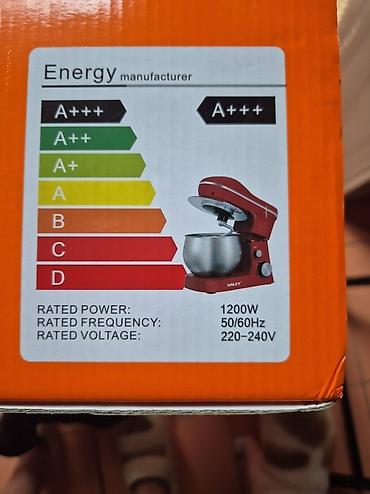 Energy manufacturer
A+++ A+++
A++
A+
A
B
C
D
RATED POWER: 1200W
RATED FREQUENCY: 50/60Hz
RATED VOLTAGE: 220-240V